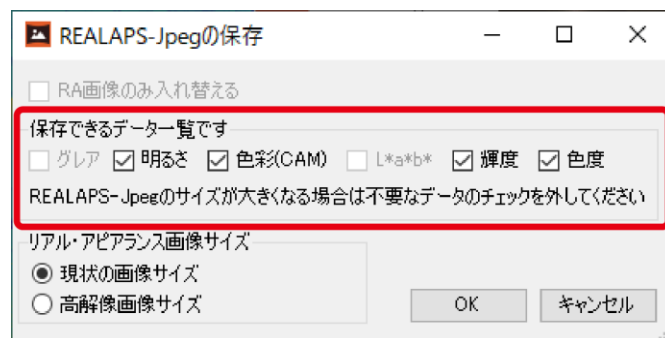 REALAPS-Jpegの保存
RA画像のみ入れ替える
保存できるデータ一覧です
グレア 明るさ 色彩(CAM) L*a*b* 輝度 色度
REALAPS-Jpegのサイズが大きくなる場合は不要なデータのチェックを外してください
リアル・アピアランス画像サイズ
現状の画像サイズ
高解像画像サイズ
OK キャンセル